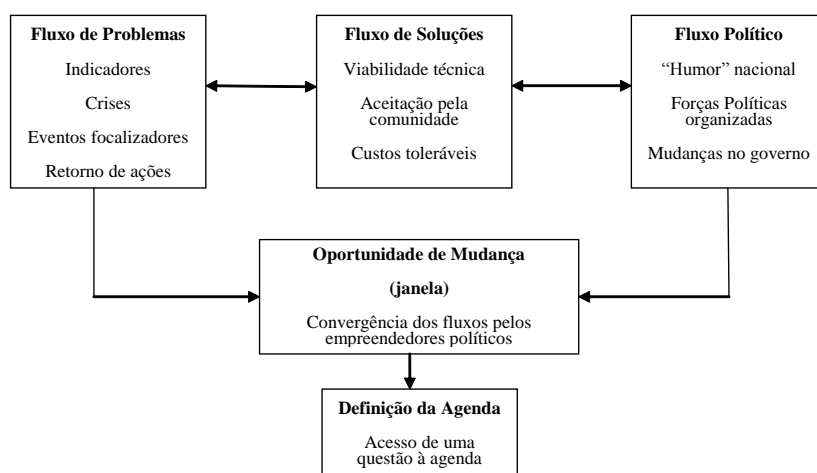 Fluxo de Problemas
Indicadores
Crises
Eventos focalizadores
Retorno de ações
Fluxo de Soluções
Viabilidade técnica
Aceitação pela
comunidade
Custos toleráveis
Fluxo Político
“Humor” nacional
Forças Políticas
organizadas
Mudanças no governo
Oportunidade de Mudança
(janela)
Convergência dos fluxos pelos
empreendedores políticos
Definição da Agenda
Acesso de uma
questão à agenda